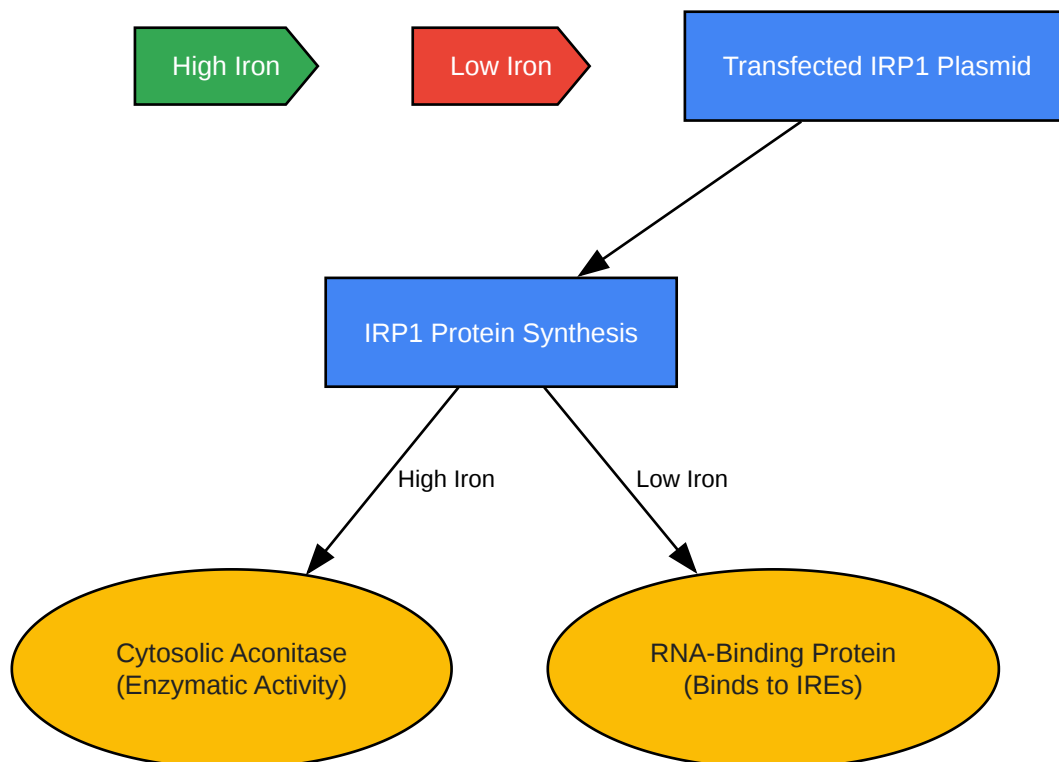 High Iron
Low Iron
Transfected IRP1 Plasmid
IRP1 Protein Synthesis
High Iron
Low Iron
Cytosolic Aconitase
(Enzymatic Activity)
RNA-Binding Protein
(Binds to IREs)